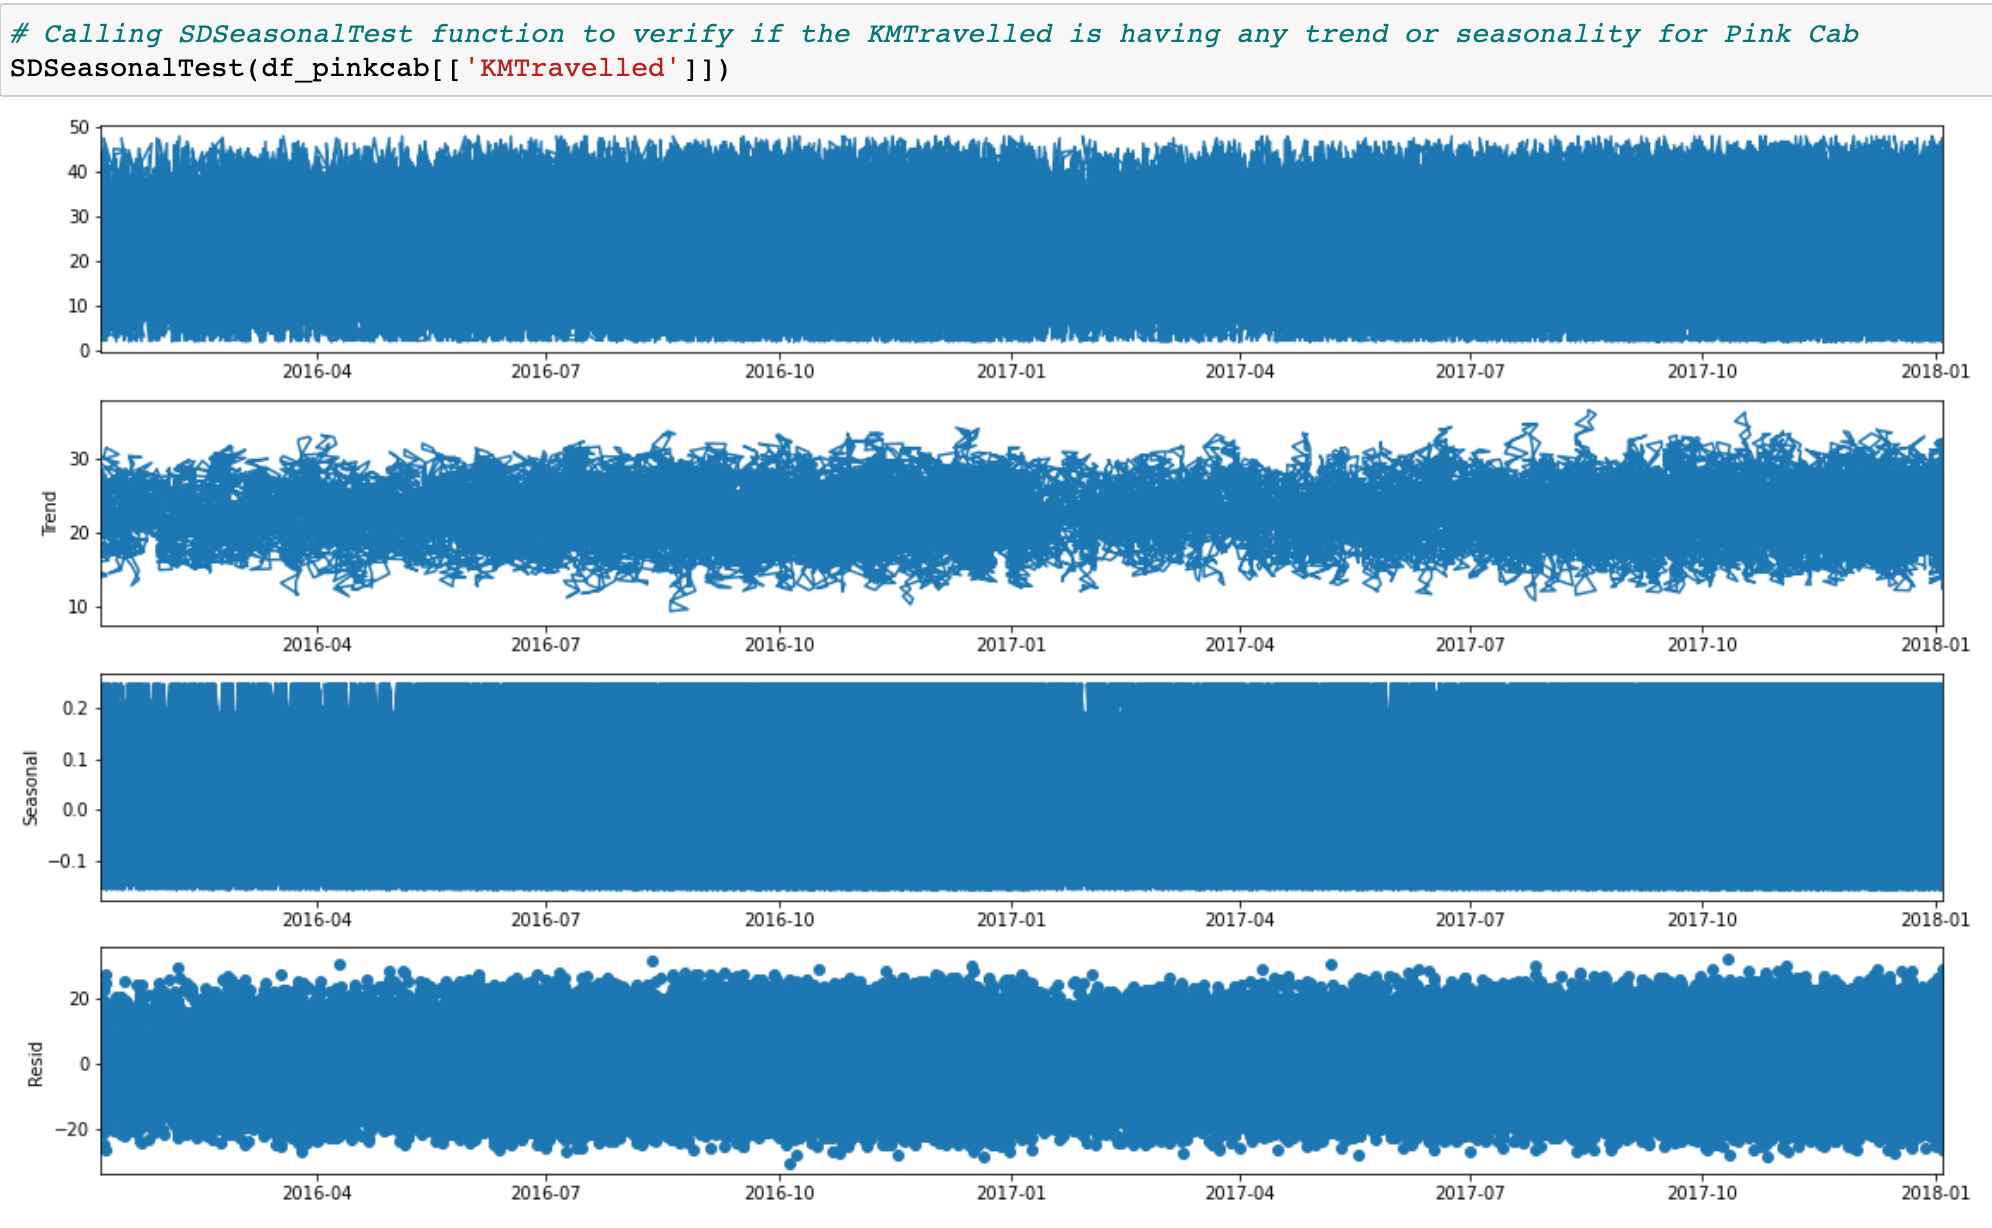 # Calling SDSeasonalTest function to verify if the KMTravelled is having any trend or seasonality for Pink Cab
SDSeasonalTest(df_pinkcab[['KMTravelled']])
50
40
30
20
10
0
2016-04 2016-07 2016-10 2017-01 2017-04 2017-07 2017-10 2018-01
Trend
30
20
10
2016-04 2016-07 2016-10 2017-01 2017-04 2017-07 2017-10 2018-01
Seasonal
0.2
0.1
0.0
−0.1
2016-04 2016-07 2016-10 2017-01 2017-04 2017-07 2017-10 2018-01
Resid
20
0
−20
2016-04 2016-07 2016-10 2017-01 2017-04 2017-07 2017-10 2018-01